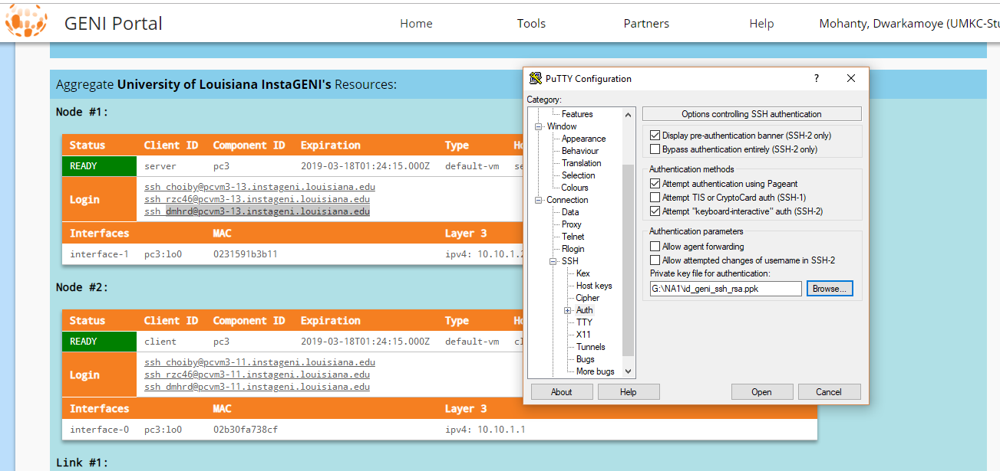 GENI Portal
Home
Tools
Partners
Help
Mohanty, Dwarkamoye (UMKC-Stu
Aggregate University of Louisiana InstaGENI's Resources:
Node #1:
Status Client ID Component ID Expiration Type
READY server pc3 2019-03-18T01:24:15.000Z default-vm
Login
ssh choiby@pcvm3-13.instageni.louisiana.edu
ssh rzc46@pcvm3-13.instageni.louisiana.edu
ssh dmhrd@pcvm3-13.instageni.louisiana.edu
Interfaces MAC Layer 3
interface-1 pc3:lo0 0231591b3b11 ipv4: 10.10.1.2
Node #2:
Status Client ID Component ID Expiration Type
READY client pc3 2019-03-18T01:24:15.000Z default-vm
Login
ssh choiby@pcvm3-11.instageni.louisiana.edu
ssh rzc46@pcvm3-11.instageni.louisiana.edu
ssh dmhrd@pcvm3-11.instageni.louisiana.edu
Interfaces MAC Layer 3
interface-0 pc3:lo0 02b30fa738cf ipv4: 10.10.1.1
Link #1:
PuTTY Configuration ?
Category:
Features
Window
Appearance
Behaviour
Translation
Selection
Colours
Connection
Data
Proxy
Telnet
Rlogin
SSH
Kex
Host keys
Cipher
Auth
TTY
X11
Tunnels
Bugs
More bugs
Options controlling SSH authentication
Display pre-authentication banner (SSH-2 only)
Bypass authentication entirely (SSH-2 only)
Authentication methods
Attempt authentication using Pageant
Attempt TIS or CryptoCard auth (SSH-1)
Attempt "keyboard-interactive" auth (SSH-2)
Authentication parameters
Allow agent forwarding
Allow attempted changes of username in SSH-2
Private key file for authentication:
G:\NA1\id_geni_ssh_rsa.ppk
Browse...
About
Help
Open
Cancel